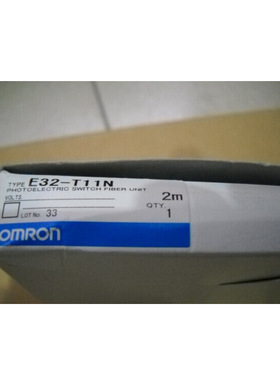 TYPE E32-T11N
PHOTOELECTRIC SWITCH FIBER UNIT
VOLTS 2m
LOT No. 33 QTY. 1
OMRON